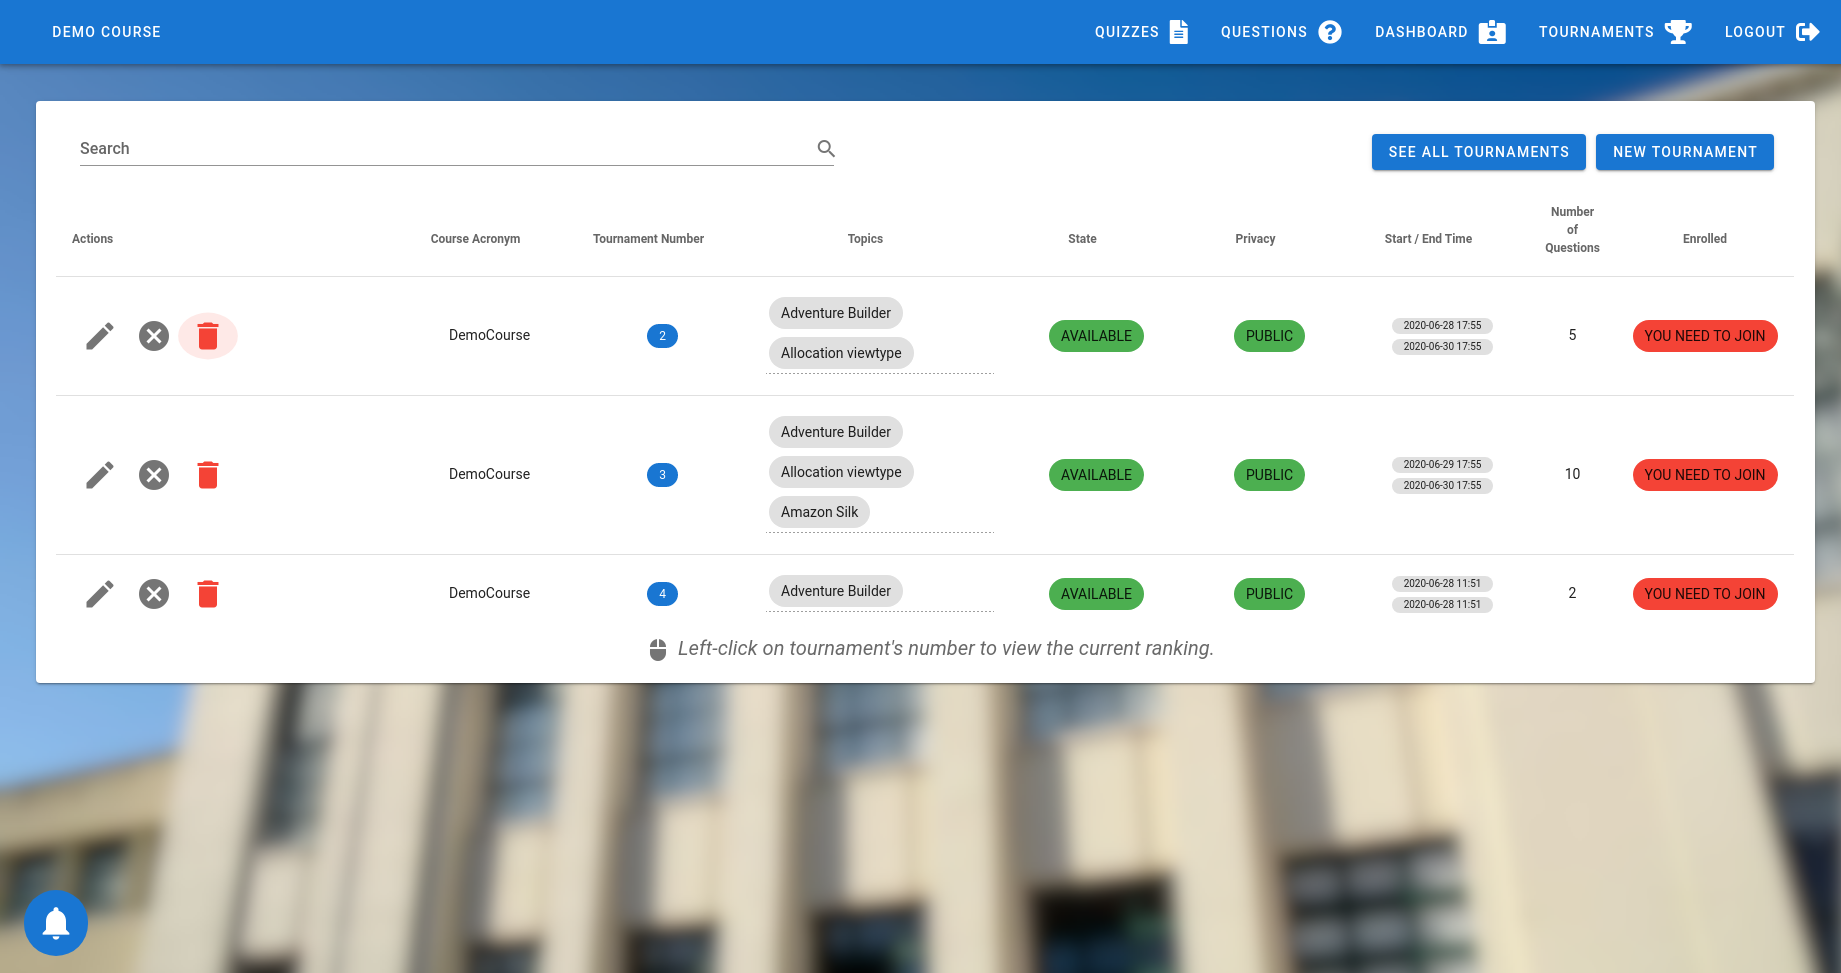 DEMO COURSE
QUIZZES
QUESTIONS
DASHBOARD
TOURNAMENTS
LOGOUT
Search
SEE ALL TOURNAMENTS
NEW TOURNAMENT
Actions
Course Acronym
Tournament Number
Topics
State
Privacy
Start / End Time
Number
of
Questions
Enrolled
DemoCourse
2
Adventure Builder
Allocation viewtype
AVAILABLE
PUBLIC
2020-06-28 17:55
2020-06-30 17:55
5
YOU NEED TO JOIN
DemoCourse
3
Adventure Builder
Allocation viewtype
Amazon Silk
AVAILABLE
PUBLIC
2020-06-29 17:55
2020-06-30 17:55
10
YOU NEED TO JOIN
DemoCourse
4
Adventure Builder
AVAILABLE
PUBLIC
2020-06-28 11:51
2020-06-28 11:51
2
YOU NEED TO JOIN
Left-click on tournament's number to view the current ranking.